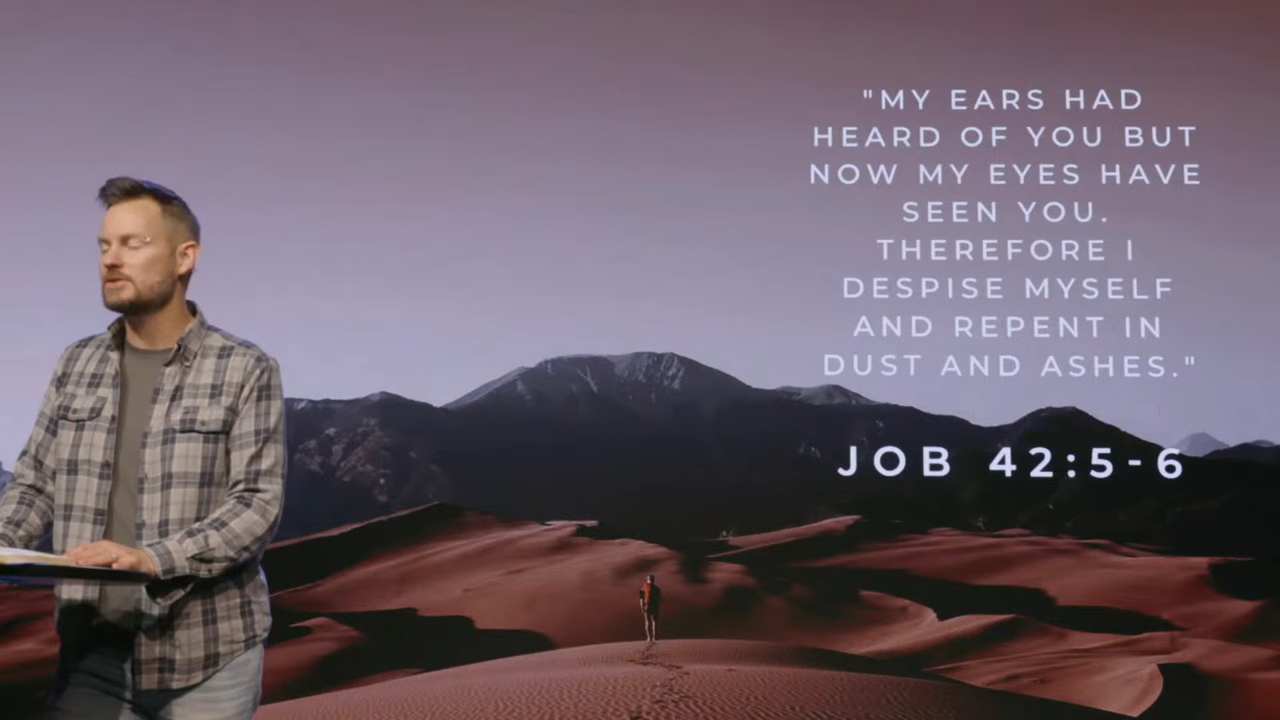 "MY EARS HAD
HEARD OF YOU BUT
NOW MY EYES HAVE
SEEN YOU.
THEREFORE I
DESPISE MYSELF
AND REPENT IN
DUST AND ASHES."
JOB 42:5-6